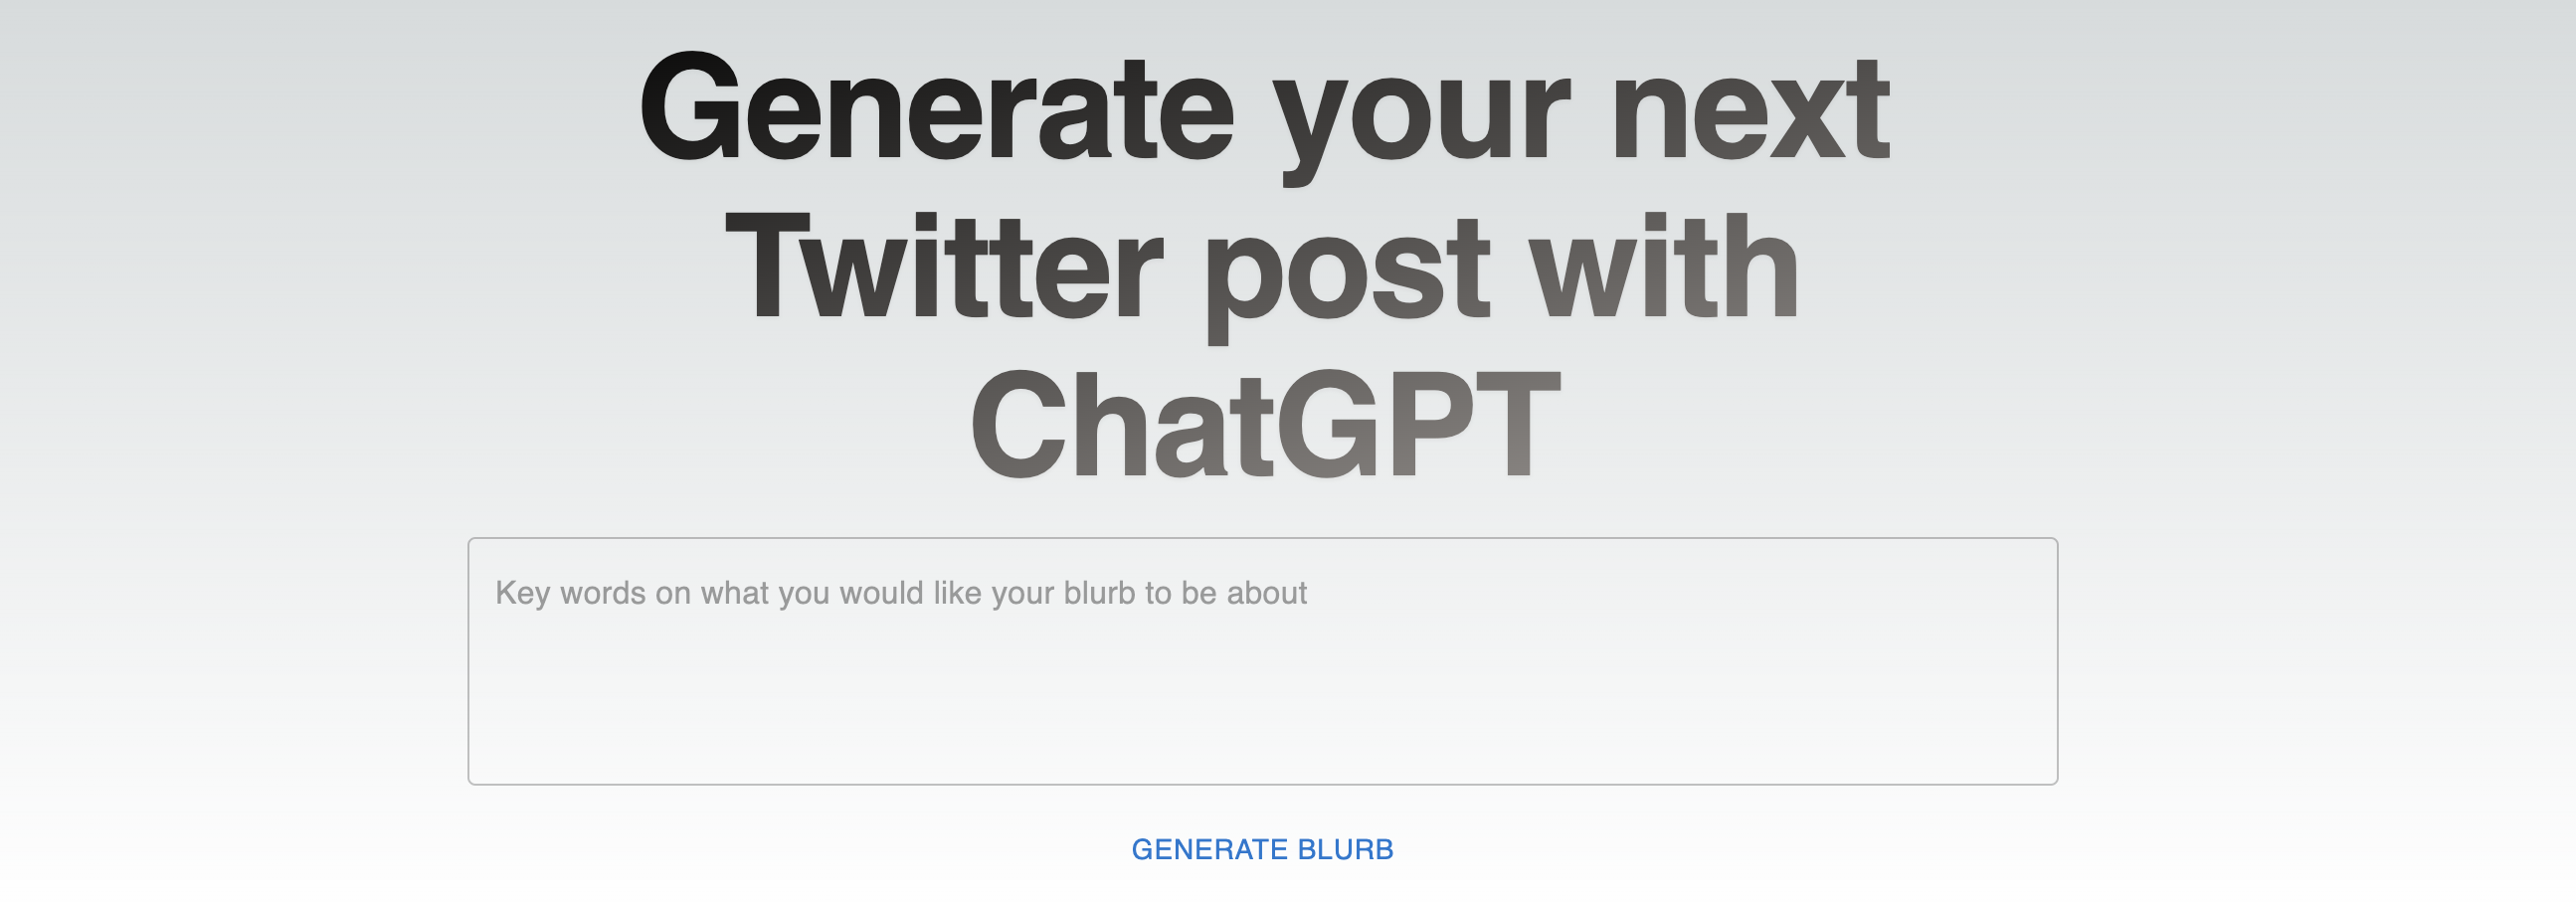 Generate your next
Twitter post with
ChatGPT
Key words on what you would like your blurb to be about
GENERATE BLURB